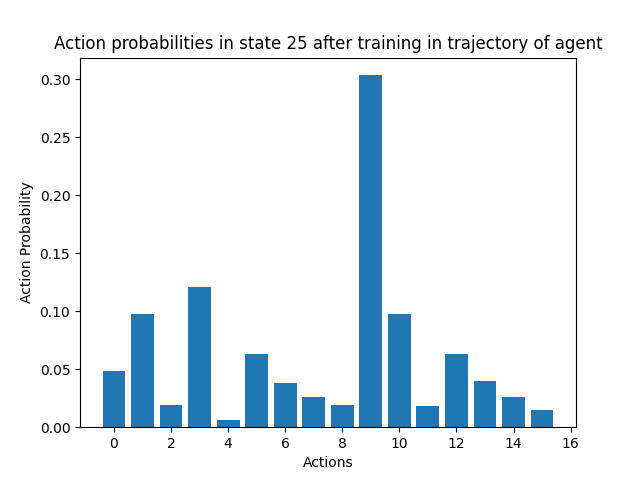 Action probabilities in state 25 after training in trajectory of agent
0.30
0.25
0.20
0.15
0.10
0.05
0.00
Action Probability
0 2 4 6 8 10 12 14 16
Actions